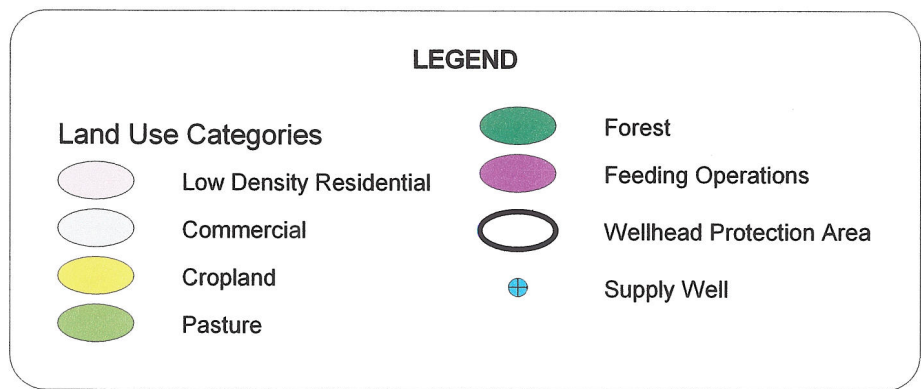 LEGEND
Land Use Categories
Low Density Residential
Commercial
Cropland
Pasture
Forest
Feeding Operations
Wellhead Protection Area
Supply Well